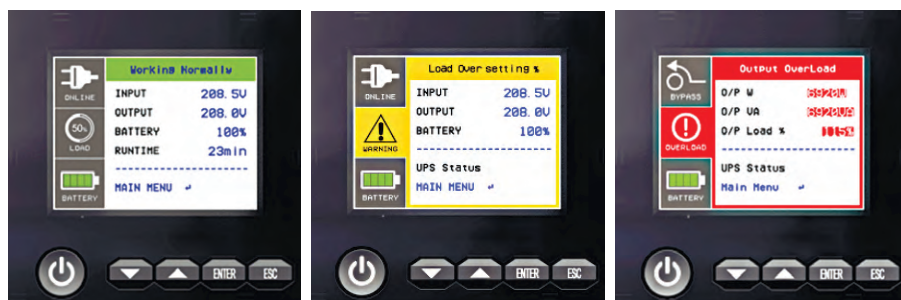 Working Normally
ONLINE
INPUT 208.5V
OUTPUT 208.0V
50%
LOAD
BATTERY 100%
RUNTIME 23min
MAIN MENU ↵
BATTERY
ENTER
ESC
Load Over setting %
ONLINE
INPUT 208.5V
OUTPUT 208.0V
BATTERY 100%
WARNING
UPS Status
MAIN MENU ↵
BATTERY
ENTER
ESC
Output OverLoad
BYPASS
O/P W 6920W
O/P VA 6920VA
O/P Load %
OVERLOAD
UPS Status
Main Menu ↵
BATTERY
ENTER
ESC